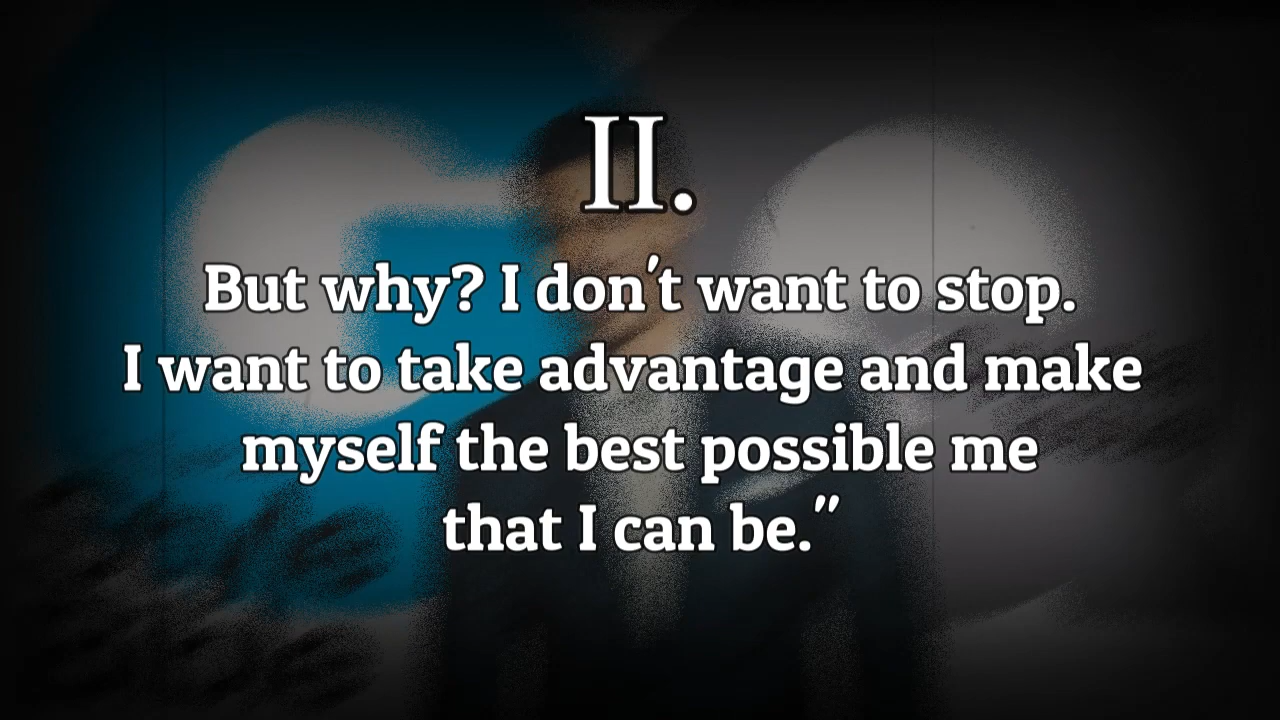 II.
But why? I don't want to stop.
I want to take advantage and make
myself the best possible me
that I can be."